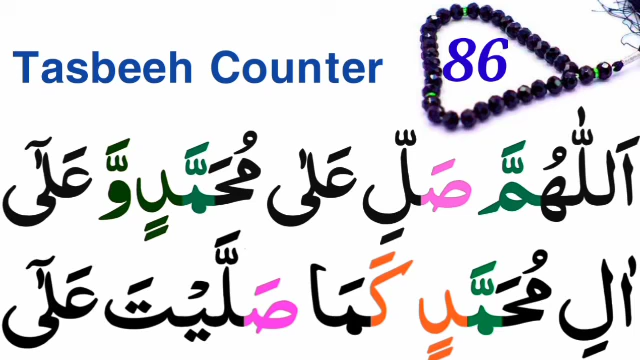 Tasbeeh Counter
86
اَللّٰهُمَّ صَلِّ عَلٰى مُحَمَّدٍ وَّ عَلٰٓى
اٰلِ مُحَمَّدٍ كَمَا صَلَّيْتَ عَلٰٓى